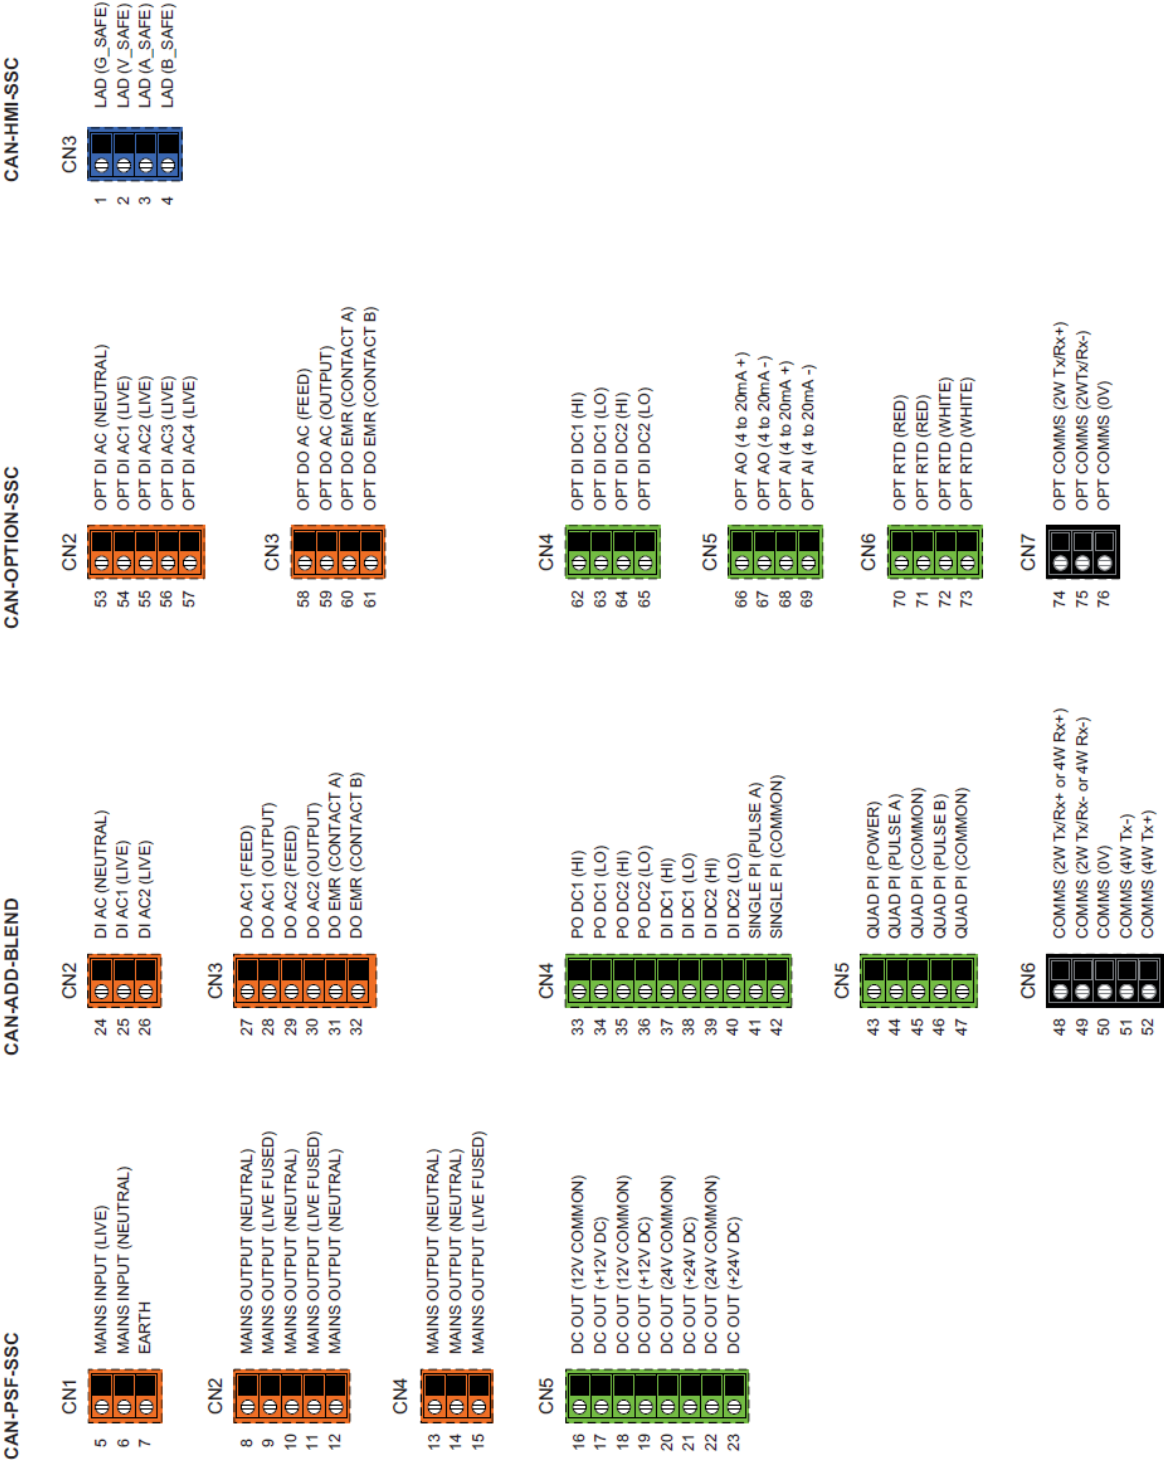 CAN-PSF-SSC
CN1
5 MAINS INPUT (LIVE)
6 MAINS INPUT (NEUTRAL)
7 EARTH
CN2
8 MAINS OUTPUT (NEUTRAL)
9 MAINS OUTPUT (LIVE FUSED)
10 MAINS OUTPUT (NEUTRAL)
11 MAINS OUTPUT (LIVE FUSED)
12 MAINS OUTPUT (NEUTRAL)
CN4
13 MAINS OUTPUT (NEUTRAL)
14 MAINS OUTPUT (NEUTRAL)
15 MAINS OUTPUT (LIVE FUSED)
CN5
16 DC OUT (12V COMMON)
17 DC OUT (+12V DC)
18 DC OUT (12V COMMON)
19 DC OUT (+12V DC)
20 DC OUT (24V COMMON)
21 DC OUT (+24V DC)
22 DC OUT (24V COMMON)
23 DC OUT (+24V DC)
CAN-ADD-BLEND
CN2
24 DI AC (NEUTRAL)
25 DI AC1 (LIVE)
26 DI AC2 (LIVE)
CN3
27 DO AC1 (FEED)
28 DO AC1 (OUTPUT)
29 DO AC2 (FEED)
30 DO AC2 (OUTPUT)
31 DO EMR (CONTACT A)
32 DO EMR (CONTACT B)
CN4
33 PO DC1 (HI)
34 PO DC1 (LO)
35 PO DC2 (HI)
36 PO DC2 (LO)
37 DI DC1 (HI)
38 DI DC1 (LO)
39 DI DC2 (HI)
40 DI DC2 (LO)
41 SINGLE PI (PULSE A)
42 SINGLE PI (COMMON)
CN5
43 QUAD PI (POWER)
44 QUAD PI (PULSE A)
45 QUAD PI (COMMON)
46 QUAD PI (PULSE B)
47 QUAD PI (COMMON)
CN6
48 COMMS (2W Tx/Rx+ or 4W Rx+)
49 COMMS (2W Tx/Rx- or 4W Rx-)
50 COMMS (0V)
51 COMMS (4W Tx-)
52 COMMS (4W Tx+)
CAN-OPTION-SSC
CN2
53 OPT DI AC (NEUTRAL)
54 OPT DI AC1 (LIVE)
55 OPT DI AC2 (LIVE)
56 OPT DI AC3 (LIVE)
57 OPT DI AC4 (LIVE)
CN3
58 OPT DO AC (FEED)
59 OPT DO AC (OUTPUT)
60 OPT DO EMR (CONTACT A)
61 OPT DO EMR (CONTACT B)
CN4
62 OPT DI DC1 (HI)
63 OPT DI DC1 (LO)
64 OPT DI DC2 (HI)
65 OPT DI DC2 (LO)
CN5
66 OPT AO (4 to 20mA +)
67 OPT AO (4 to 20mA -)
68 OPT AI (4 to 20mA +)
69 OPT AI (4 to 20mA -)
CN6
70 OPT RTD (RED)
71 OPT RTD (RED)
72 OPT RTD (WHITE)
73 OPT RTD (WHITE)
CN7
74 OPT COMMS (2W Tx/Rx+)
75 OPT COMMS (2WTx/Rx-)
76 OPT COMMS (0V)
CAN-HMI-SSC
CN3
1 LAD (G_SAFE)
2 LAD (V_SAFE)
3 LAD (A_SAFE)
4 LAD (B_SAFE)